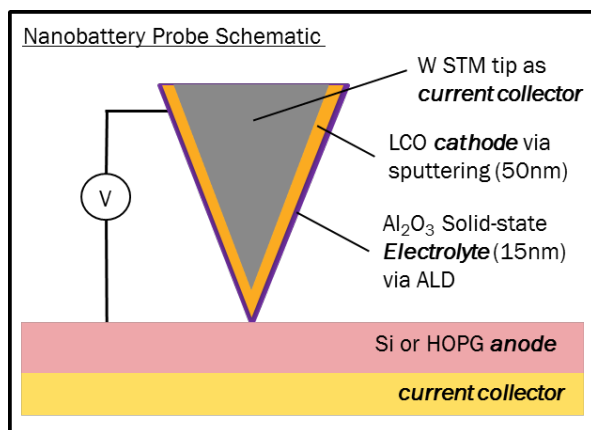 Nanobattery Probe Schematic
W STM tip as
current collector
LCO cathode via
sputtering (50nm)
V
Al₂O₃ Solid-state
Electrolyte (15nm)
via ALD
Si or HOPG anode
current collector